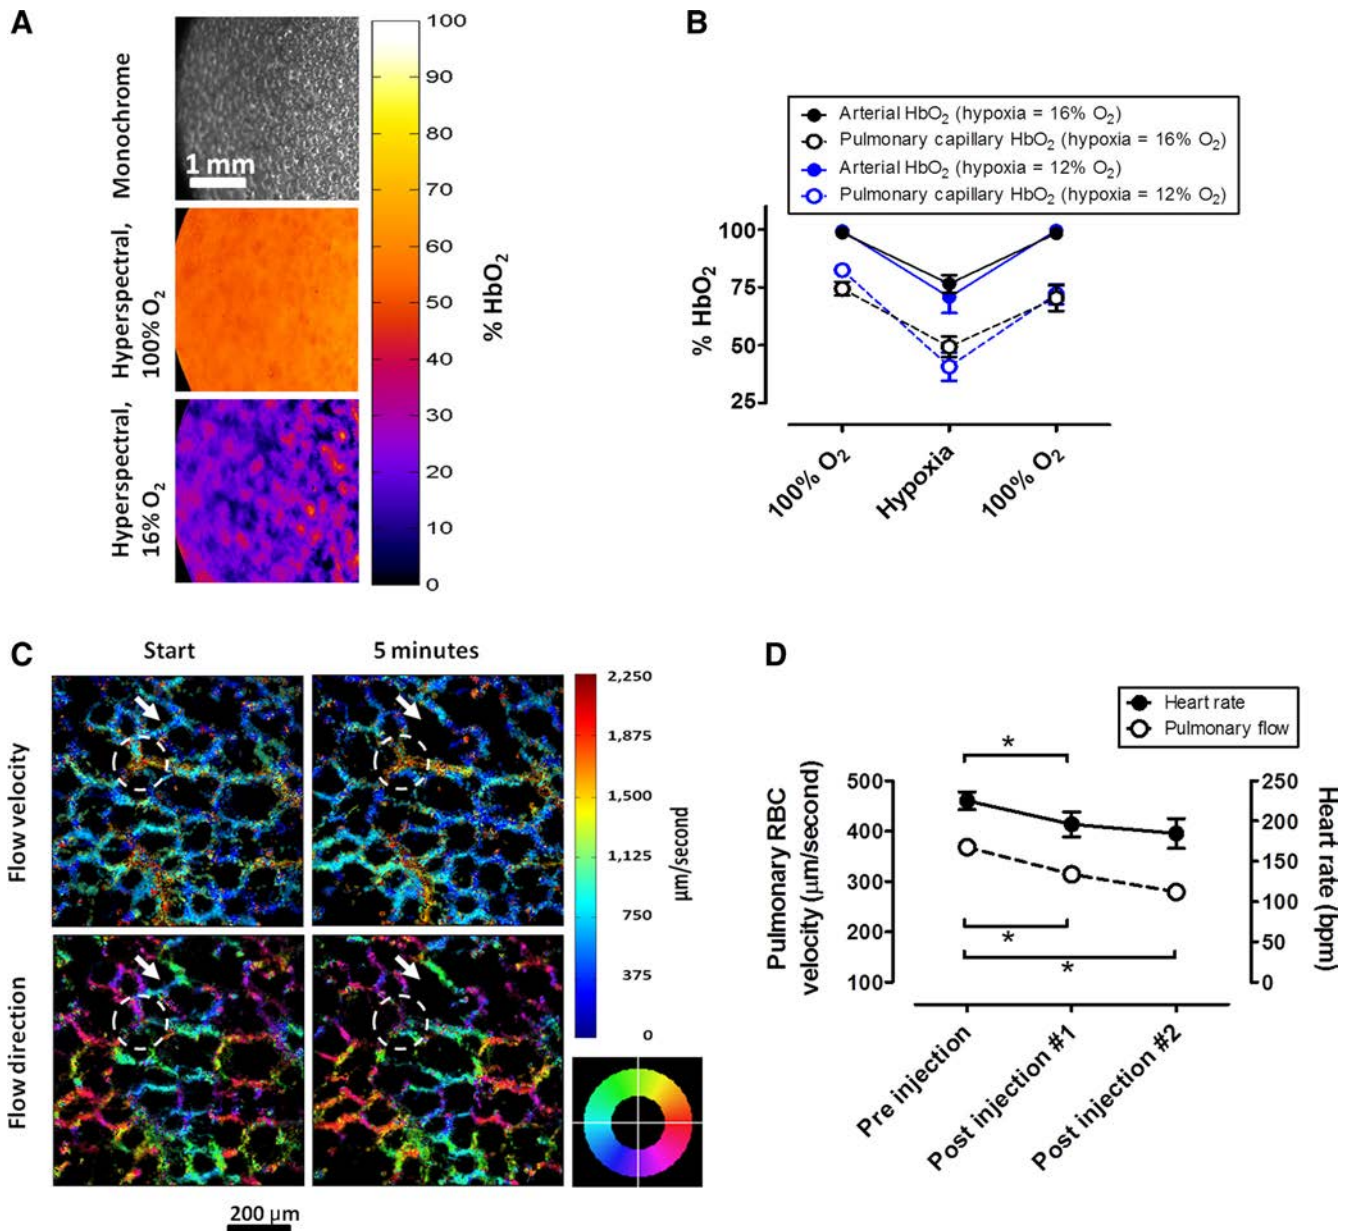 A
Monochrome
1 mm
Hyperspectral,
100% O2
Hyperspectral,
16% O2
100
90
80
70
60
50
40
30
20
10
0
% HbO2
B
Arterial HbO2 (hypoxia = 16% O2)
Pulmonary capillary HbO2 (hypoxia = 16% O2)
Arterial HbO2 (hypoxia = 12% O2)
Pulmonary capillary HbO2 (hypoxia = 12% O2)
% HbO2
100
75
50
25
100% O2
Hypoxia
100% O2
C
Start
5 minutes
Flow velocity
Flow direction
2,250
1,875
1,500
1,125
750
375
0
µm/second
200 µm
D
Heart rate
Pulmonary flow
Pulmonary RBC
velocity (µm/second)
500
400
300
200
100
*
*
*
250
200
150
100
50
0
Heart rate (bpm)
Pre injection
Post injection #1
Post injection #2